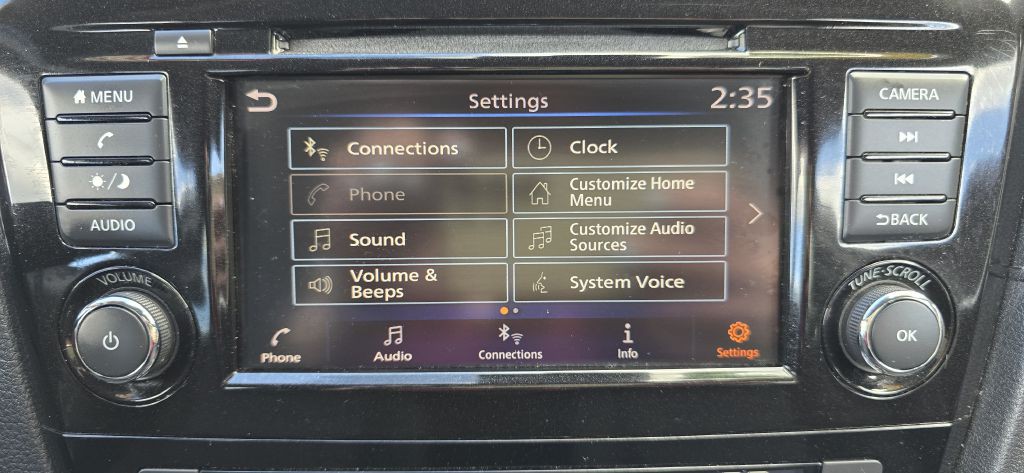 MENU
AUDIO
VOLUME
Settings
2:35
Connections
Clock
Phone
Customize Home
Menu
Sound
Customize Audio
Sources
Volume &
Beeps
System Voice
Phone
Audio
Connections
Info
Settings
CAMERA
BACK
TUNE·SCROLL
OK